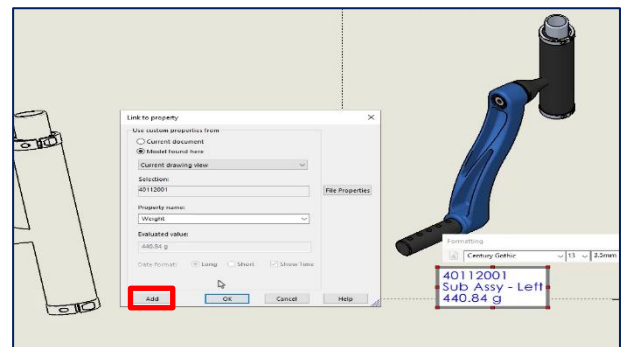 Link to property
Use custom properties from
Current document
Model found here
Current drawing view
Selection:
40112001
File Properties
Property name:
Weight
Evaluated value:
440.84 g
Date format:
Long
Short
Show Time
Add
OK
Cancel
Help
Formatting
Century Gothic
13
3.5mm
40112001
Sub Assy - Left
440.84 g